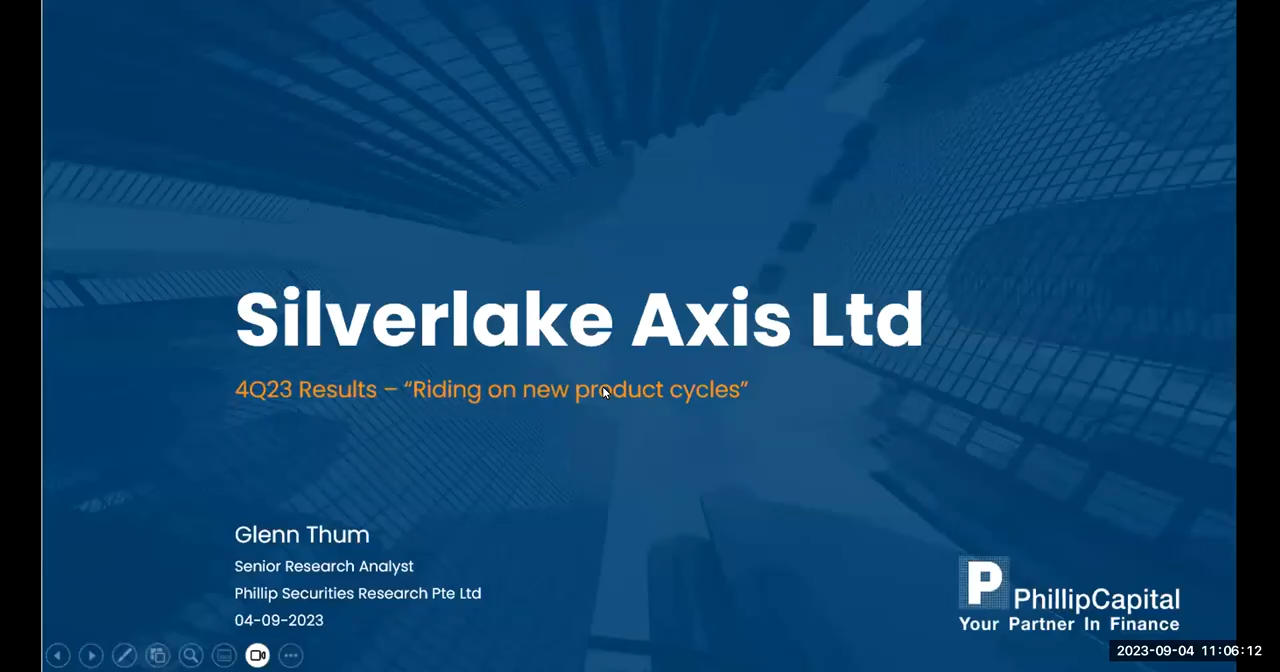 Silverlake Axis Ltd
4Q23 Results – “Riding on new product cycles”
Glenn Thum
Senior Research Analyst
Phillip Securities Research Pte Ltd
04-09-2023
P PhillipCapital
Your Partner In Finance
2023-09-04 11:06:12